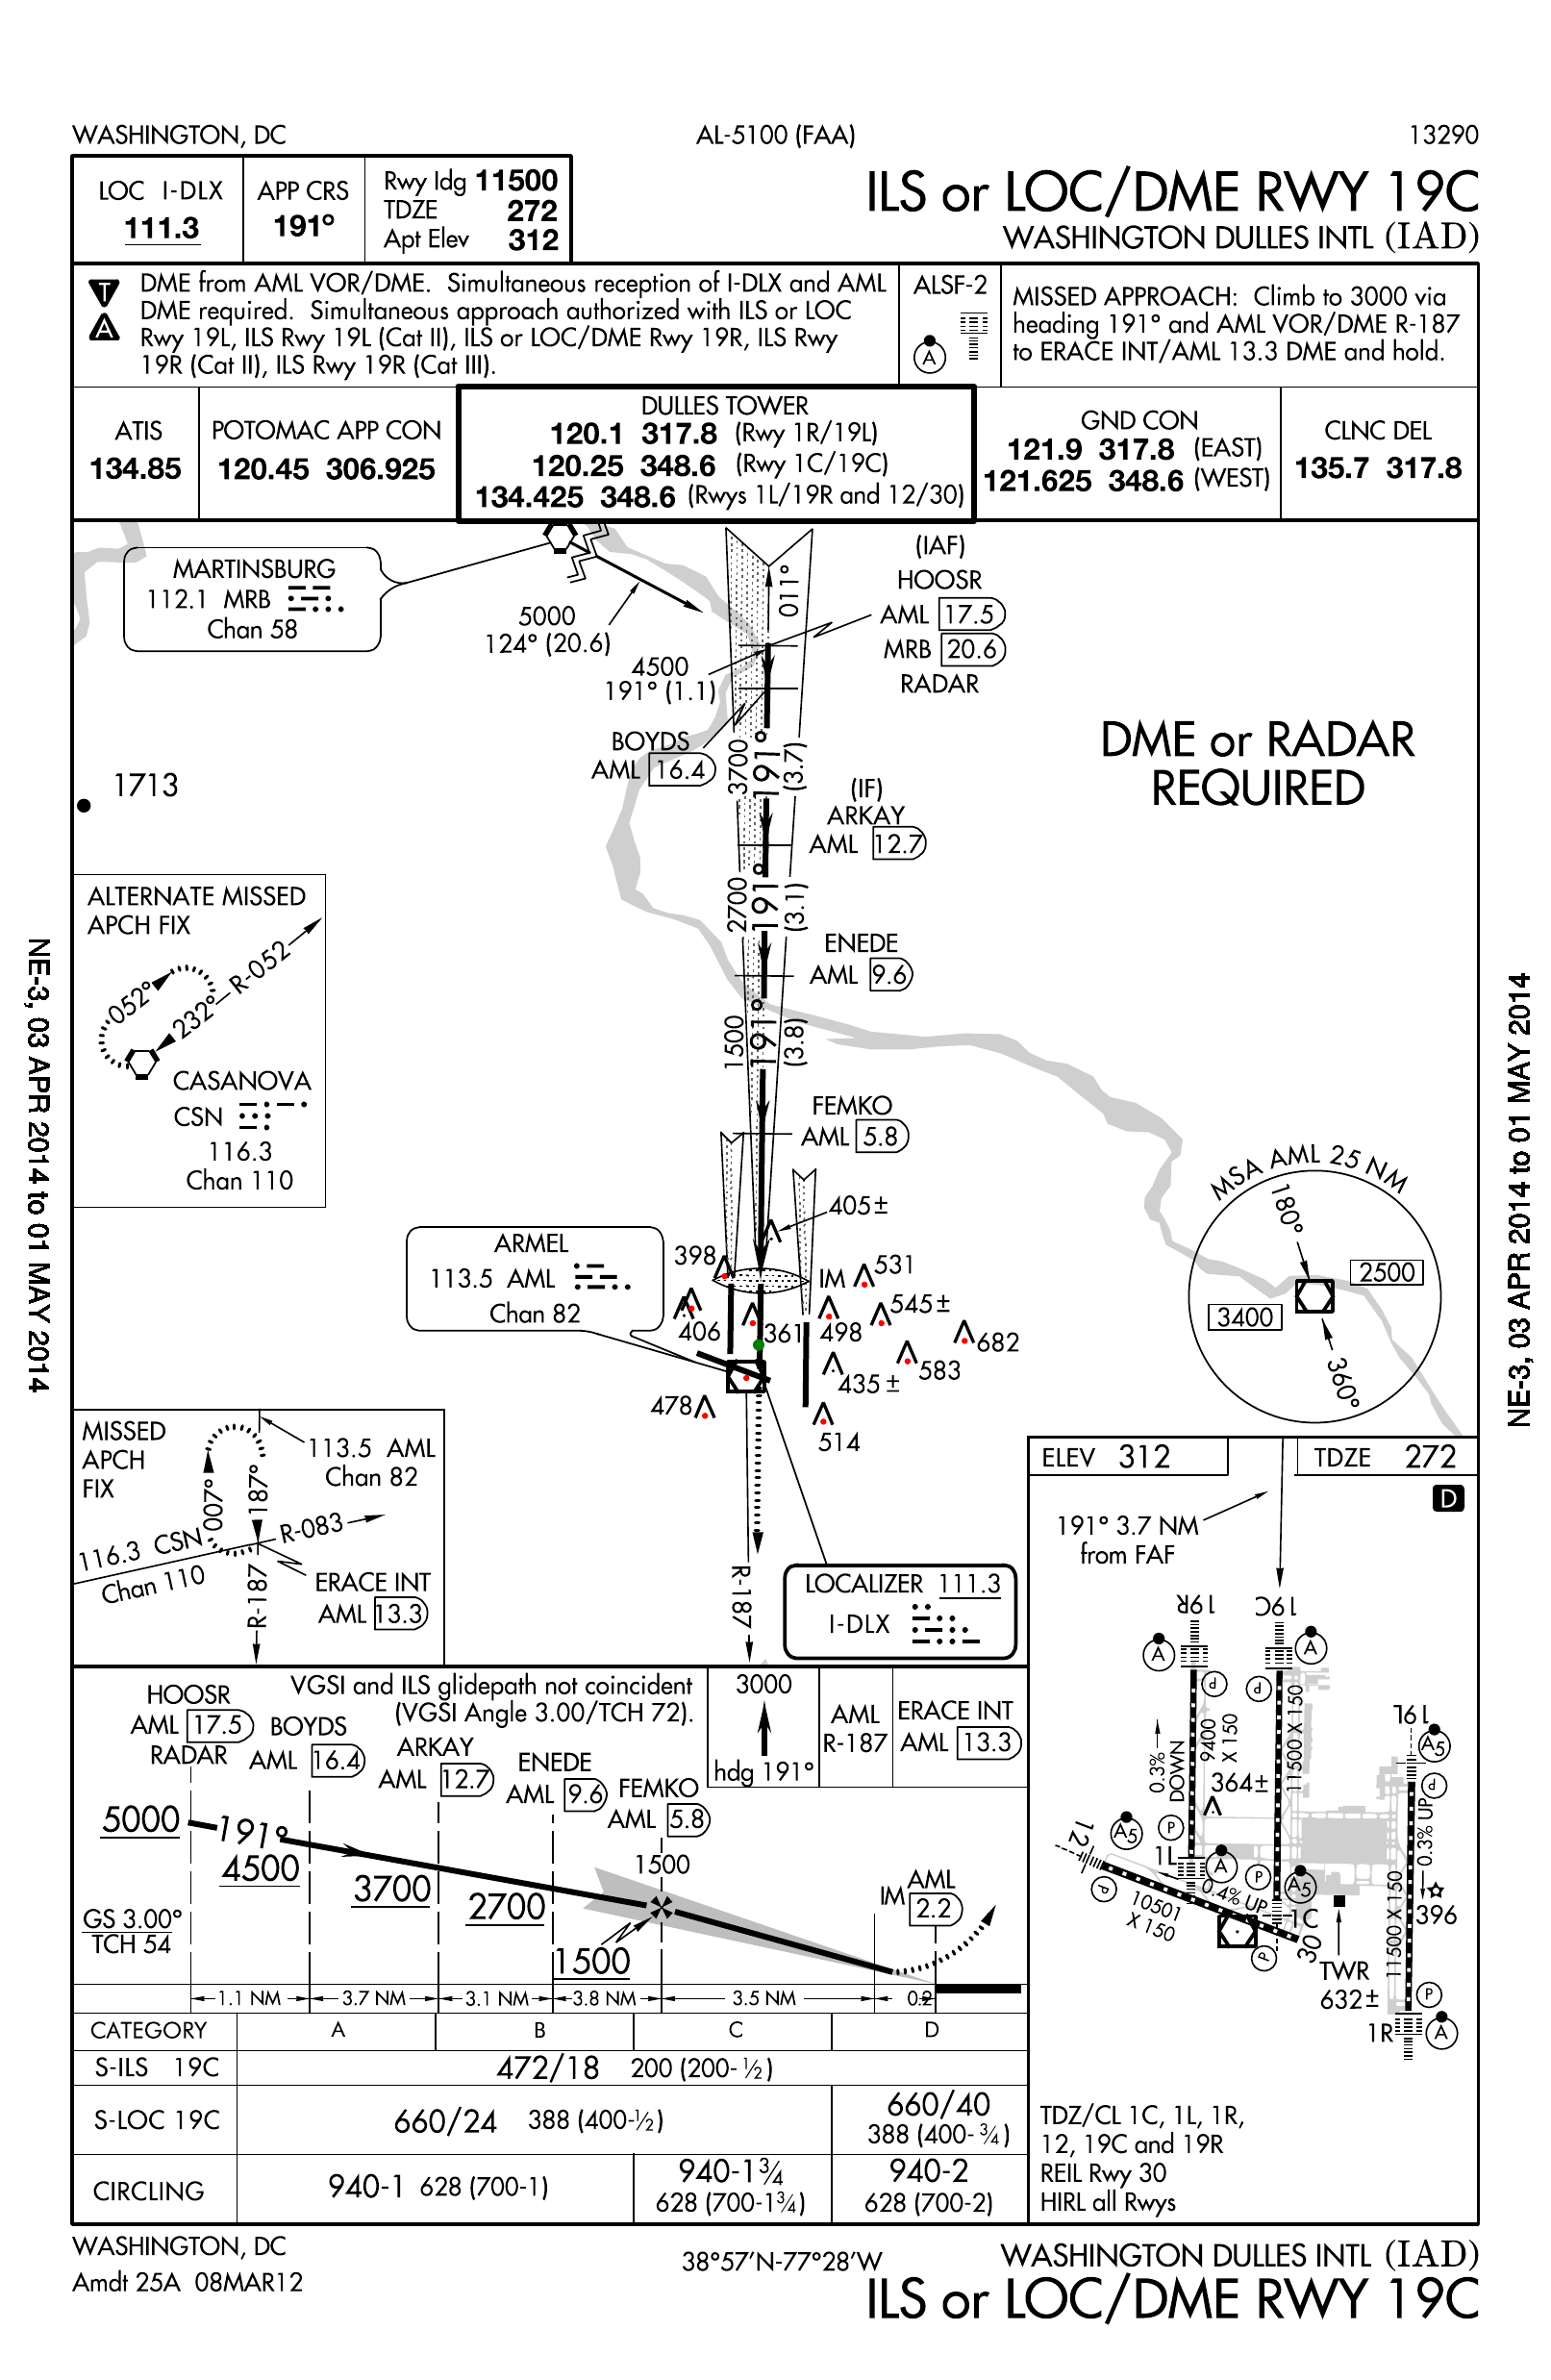 WASHINGTON, DC
AL-5100 (FAA)
13290
LOC I-DLX
111.3
APP CRS
191°
Rwy ldg 11500
TDZE 272
Apt Elev 312
ILS or LOC/DME RWY 19C
WASHINGTON DULLES INTL (IAD)
T
A
DME from AML VOR/DME. Simultaneous reception of I-DLX and AML
DME required. Simultaneous approach authorized with ILS or LOC
Rwy 19L, ILS Rwy 19L (Cat II), ILS or LOC/DME Rwy 19R, ILS Rwy
19R (Cat II), ILS Rwy 19R (Cat III).
ALSF-2
A
MISSED APPROACH: Climb to 3000 via
heading 191° and AML VOR/DME R-187
to ERACE INT/AML 13.3 DME and hold.
ATIS
134.85
POTOMAC APP CON
120.45 306.925
DULLES TOWER
120.1 317.8 (Rwy 1R/19L)
120.25 348.6 (Rwy 1C/19C)
134.425 348.6 (Rwys 1L/19R and 12/30)
GND CON
121.9 317.8 (EAST)
121.625 348.6 (WEST)
CLNC DEL
135.7 317.8
MARTINSBURG
112.1 MRB
Chan 58
5000
124° (20.6)
011°
(IAF)
HOOSR
AML 17.5
MRB 20.6
RADAR
4500
191° (1.1)
BOYDS
AML 16.4
3700
191°
(3.7)
DME or RADAR
REQUIRED
1713
(IF)
ARKAY
AML 12.7
2700
191°
(3.1)
ENEDE
AML 9.6
1500
191°
(3.8)
FEMKO
AML 5.8
ALTERNATE MISSED
APCH FIX
052°
232°
R-052
CASANOVA
CSN
116.3
Chan 110
MSA AML 25 NM
180°
2500
3400
360°
ARMEL
113.5 AML
Chan 82
405±
398
IM
531
406
361
498
545±
682
583
435±
478
514
MISSED
APCH
FIX
113.5 AML
Chan 82
007°
187°
116.3 CSN
Chan 110
R-083
R-187
ERACE INT
AML 13.3
R-187
LOCALIZER 111.3
I-DLX
ELEV 312
TDZE 272
D
191° 3.7 NM
from FAF
19R
19C
A
A
P
P
0.3%
DOWN
9400
X 150
11500 X 150
364±
19L
A5
P
0.3% UP
12
A5
P
P
1L
A
P
A5
0.4% UP
10501
X 150
1C
30
P
TWR
632±
11500 X 150
396
P
1R
A
TDZ/CL 1C, 1L, 1R,
12, 19C and 19R
REIL Rwy 30
HIRL all Rwys
VGSI and ILS glidepath not coincident
(VGSI Angle 3.00/TCH 72).
HOOSR
AML 17.5
RADAR
BOYDS
AML 16.4
ARKAY
AML 12.7
ENEDE
AML 9.6
FEMKO
AML 5.8
3000
hdg 191°
AML
R-187
ERACE INT
AML 13.3
5000
191°
4500
3700
2700
1500
1500
IM
AML
2.2
GS 3.00°
TCH 54
1.1 NM
3.7 NM
3.1 NM
3.8 NM
3.5 NM
0.2
CATEGORY A B C D
S-ILS 19C 472/18 200 (200-½)
S-LOC 19C 660/24 388 (400-½) 660/40 388 (400-¾)
CIRCLING 940-1 628 (700-1) 940-1¾ 628 (700-1¾) 940-2 628 (700-2)
WASHINGTON, DC
Amdt 25A 08MAR12
38°57'N-77°28'W
WASHINGTON DULLES INTL (IAD)
ILS or LOC/DME RWY 19C
NE-3, 03 APR 2014 to 01 MAY 2014
NE-3, 03 APR 2014 to 01 MAY 2014